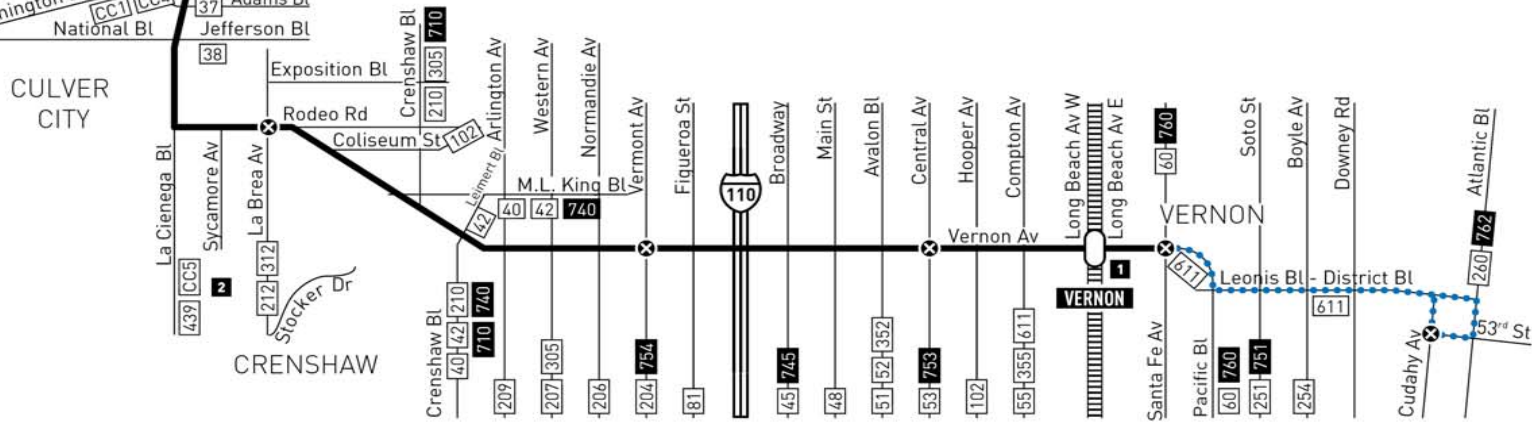 nington
CC1
37
Adams Bl
National Bl
Jefferson Bl
38
CULVER
CITY
Exposition Bl
Rodeo Rd
Coliseum St
102
Crenshaw Bl
210
305
710
Leimert Bl
42
Arlington Av
Western Av
Normandie Av
M.L. King Bl
40
42
740
Vermont Av
Figueroa St
110
Broadway
Main St
Avalon Bl
Central Av
Hooper Av
Compton Av
Vernon Av
Long Beach Av W
Long Beach Av E
1
VERNON
60
760
VERNON
611
Leonis Bl - District Bl
611
Soto St
Boyle Av
Downey Rd
Atlantic Bl
260
762
53rd St
Cudahy Av
La Cienega Bl
439
CC5
Sycamore Av
2
La Brea Av
212
312
Stocker Dr
CRENSHAW
Crenshaw Bl
40
42
210
710
740
209
207
305
206
204
754
81
45
745
48
51
52
352
53
753
102
55
355
611
Santa Fe Av
Pacific Bl
60
760
251
751
254